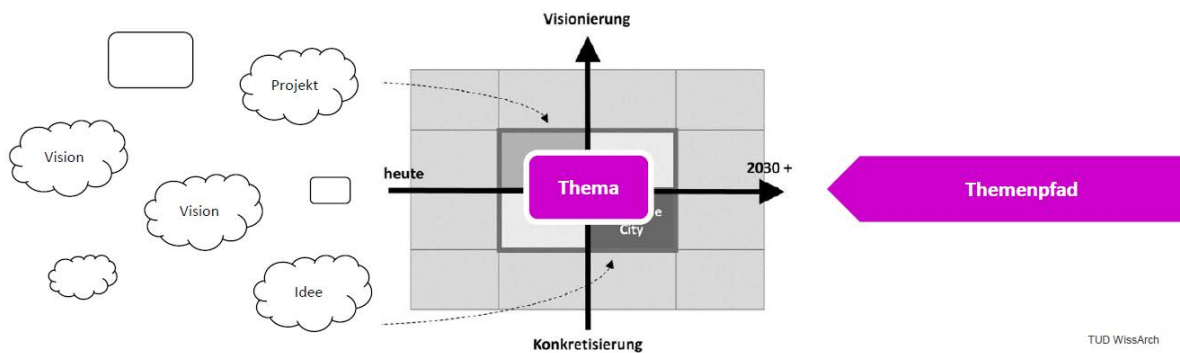 Visionierung
Projekt
Vision
heute
2030 +
Thema
Themenpfad
Vision
City
Idee
Konkretisierung
TUD WissArch